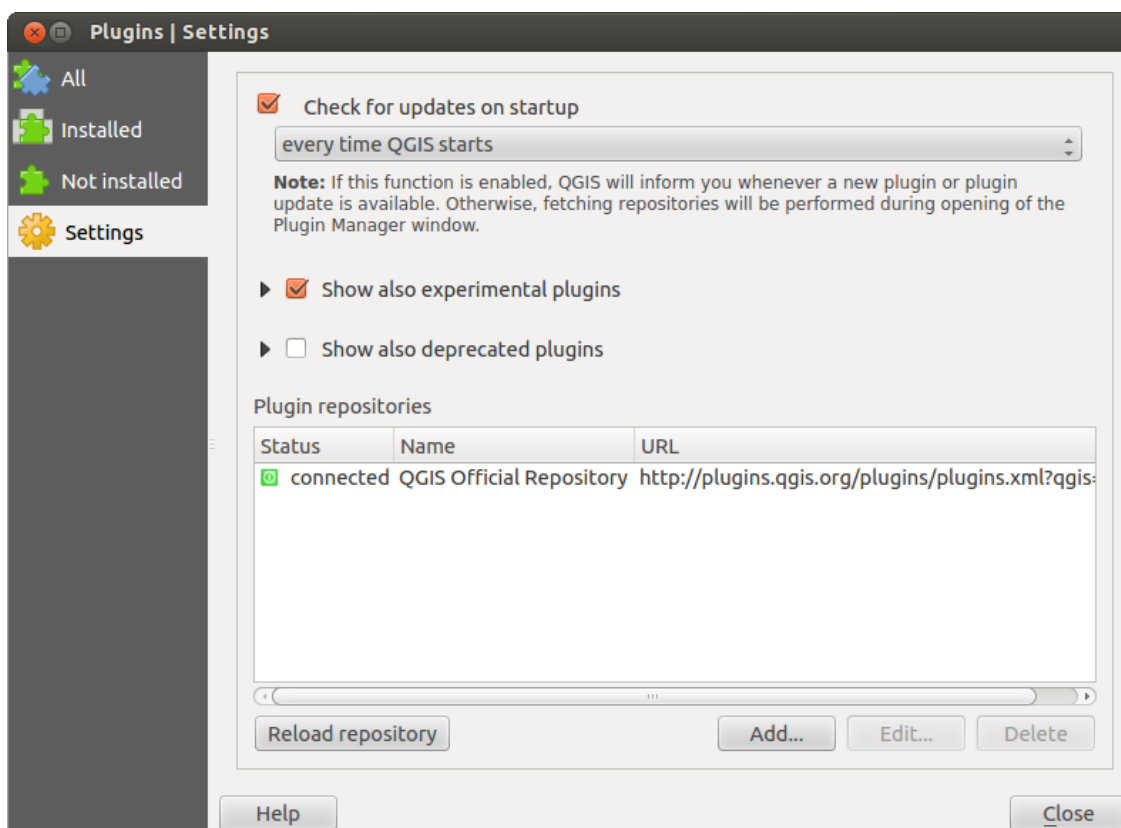 Plugins | Settings
All
Installed
Not installed
Settings
Check for updates on startup
every time QGIS starts
Note: If this function is enabled, QGIS will inform you whenever a new plugin or plugin
update is available. Otherwise, fetching repositories will be performed during opening of the
Plugin Manager window.
Show also experimental plugins
Show also deprecated plugins
Plugin repositories
Status Name URL
connected QGIS Official Repository http://plugins.qgis.org/plugins/plugins.xml?qgis=
Reload repository Add... Edit... Delete
Help Close